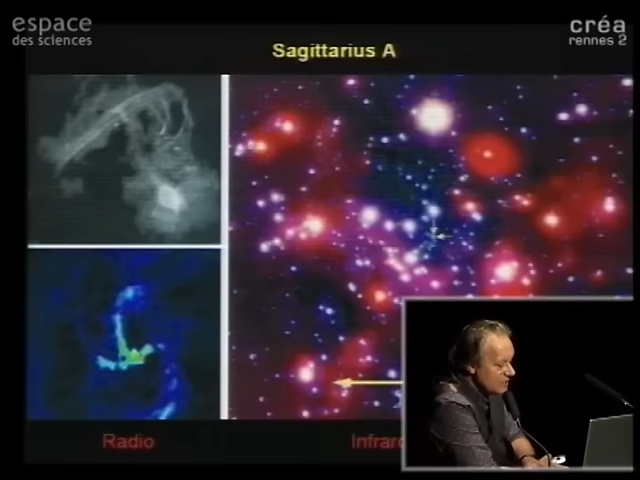 espace
des sciences
créa
rennes 2
Sagittarius A
Radio